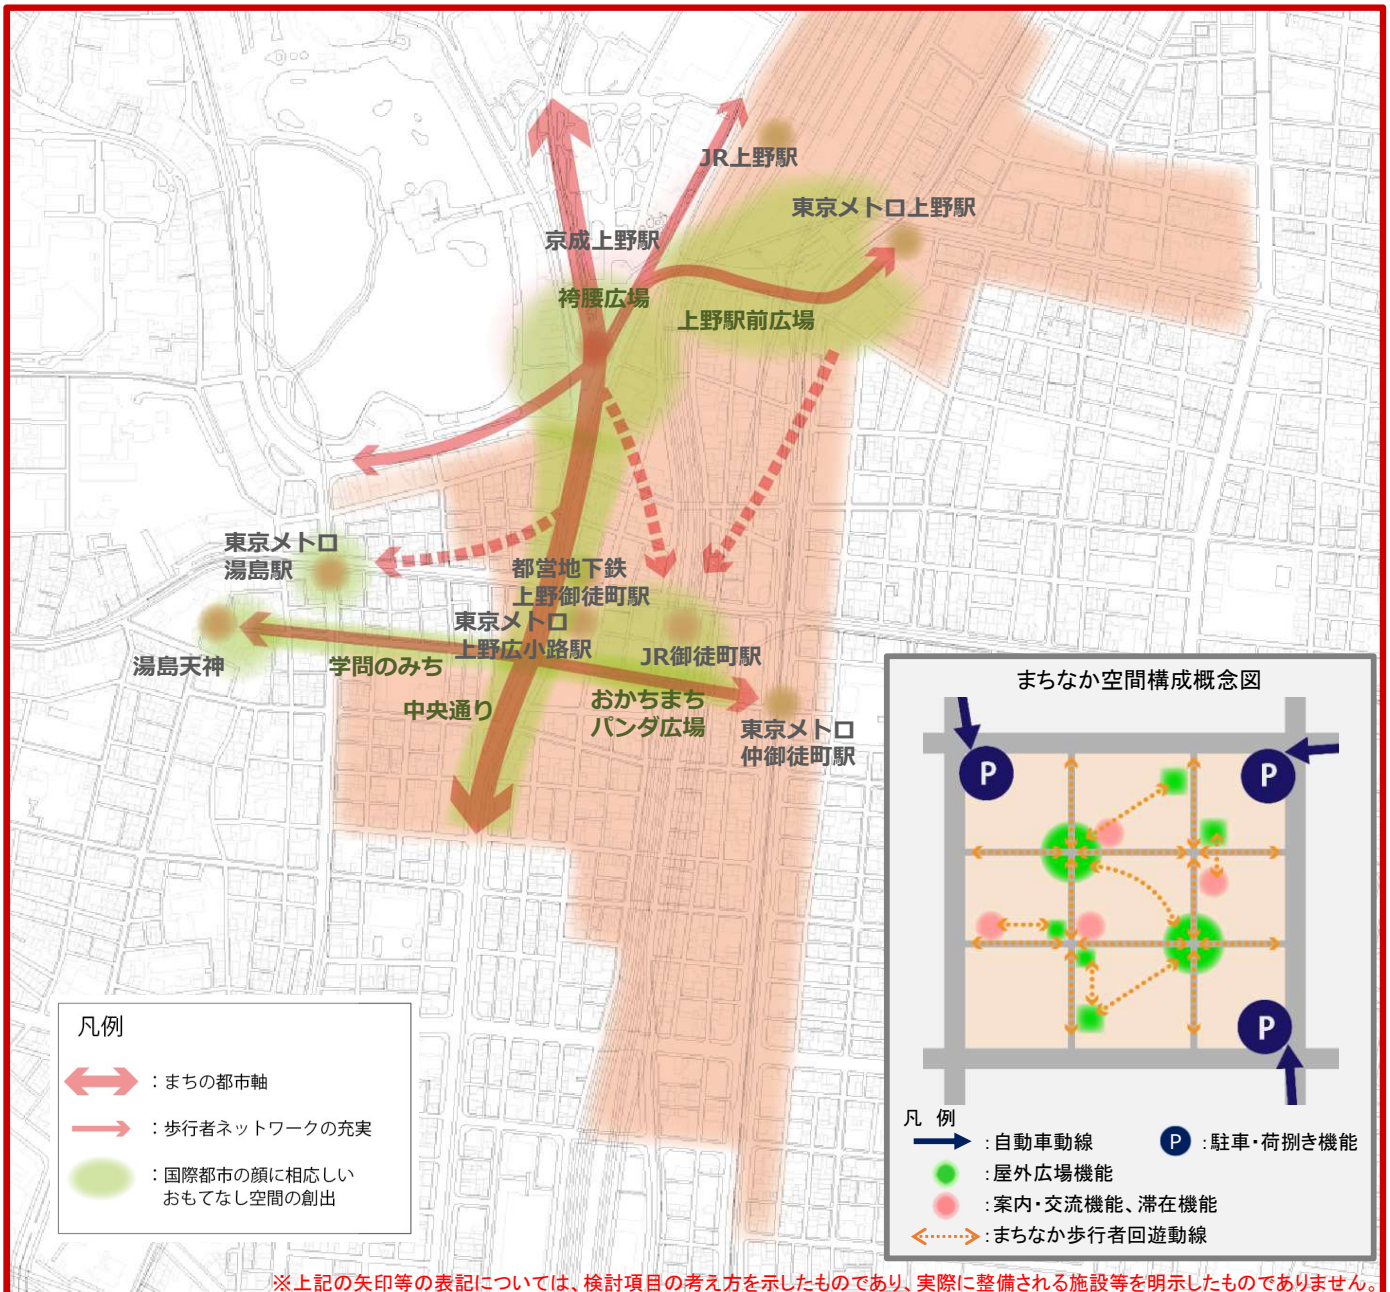 JR上野駅
東京メトロ上野駅
京成上野駅
袴腰広場
上野駅前広場
東京メトロ
湯島駅
都営地下鉄
上野御徒町駅
東京メトロ
上野広小路駅
JR御徒町駅
湯島天神
学問のみち
中央通り
おかちまち
パンダ広場
東京メトロ
仲御徒町駅
まちなか空間構成概念図
P
P
P
凡 例
：自動車動線
P ：駐車・荷捌き機能
：屋外広場機能
：案内・交流機能、滞在機能
：まちなか歩行者回遊動線
凡例
：まちの都市軸
：歩行者ネットワークの充実
：国際都市の顔に相応しい
おもてなし空間の創出
※上記の矢印等の表記については、検討項目の考え方を示したものであり、実際に整備される施設等を明示したものでありません。